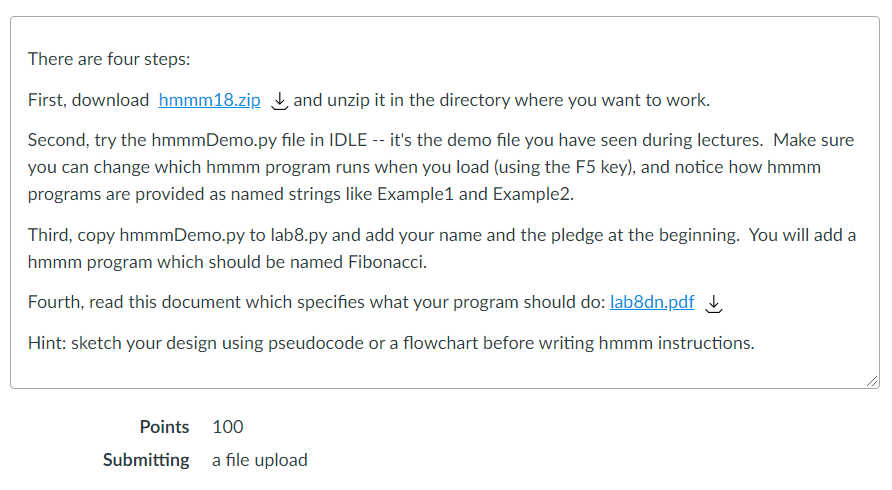 There are four steps:
First, download hmmm18.zip and unzip it in the directory where you want to work.
Second, try the hmmmDemo.py file in IDLE -- it's the demo file you have seen during lectures. Make sure
you can change which hmmm program runs when you load (using the F5 key), and notice how hmmm
programs are provided as named strings like Example1 and Example2.
Third, copy hmmmDemo.py to lab8.py and add your name and the pledge at the beginning. You will add a
hmmm program which should be named Fibonacci.
Fourth, read this document which specifies what your program should do: lab8dn.pdf
Hint: sketch your design using pseudocode or a flowchart before writing hmmm instructions.
Points 100
Submitting a file upload